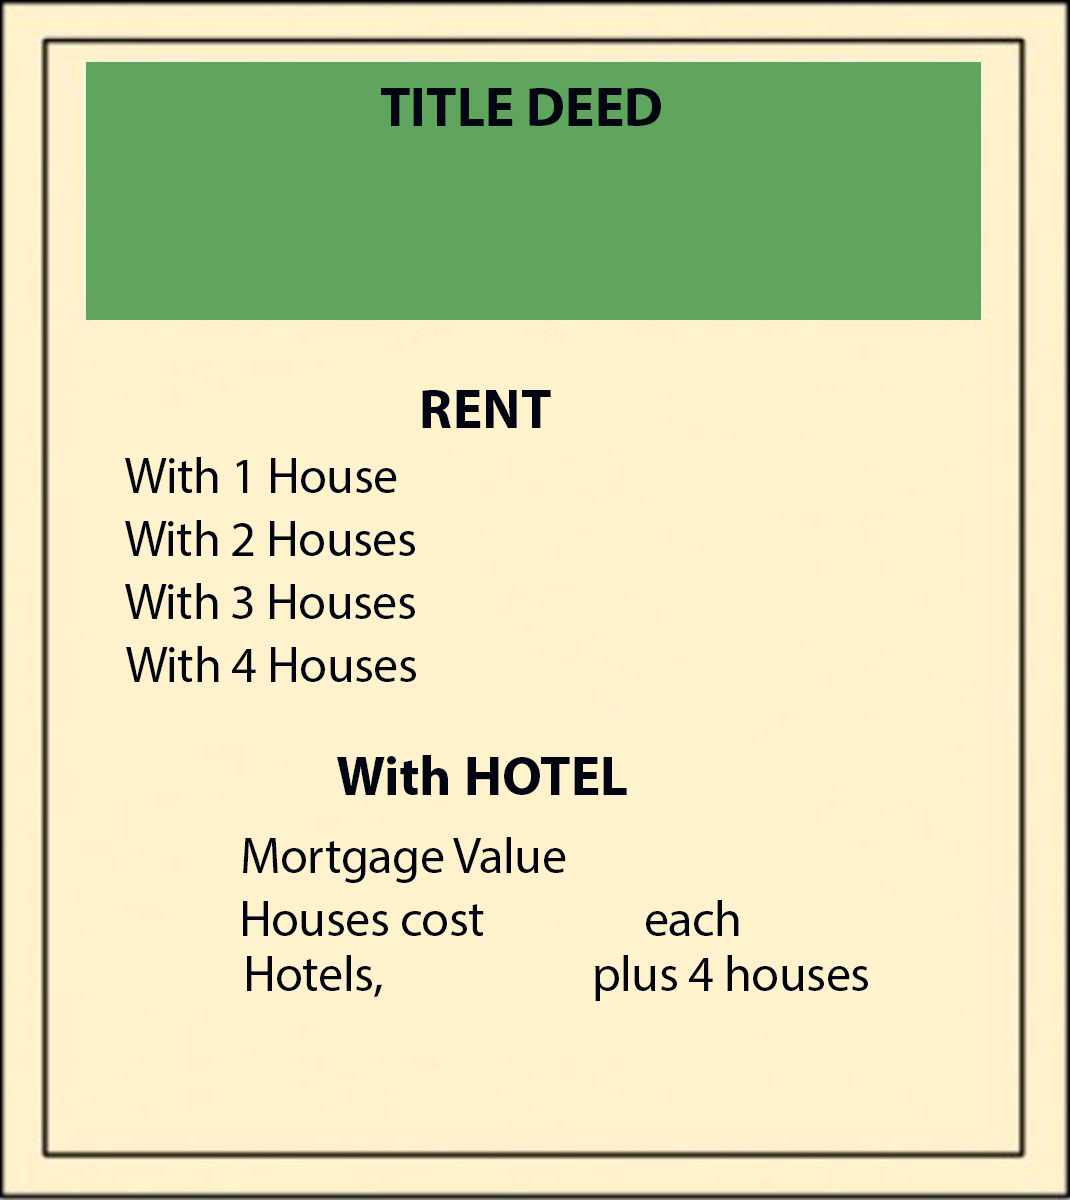 TITLE DEED
RENT
With 1 House
With 2 Houses
With 3 Houses
With 4 Houses
With HOTEL
Mortgage Value
Houses cost each
Hotels, plus 4 houses